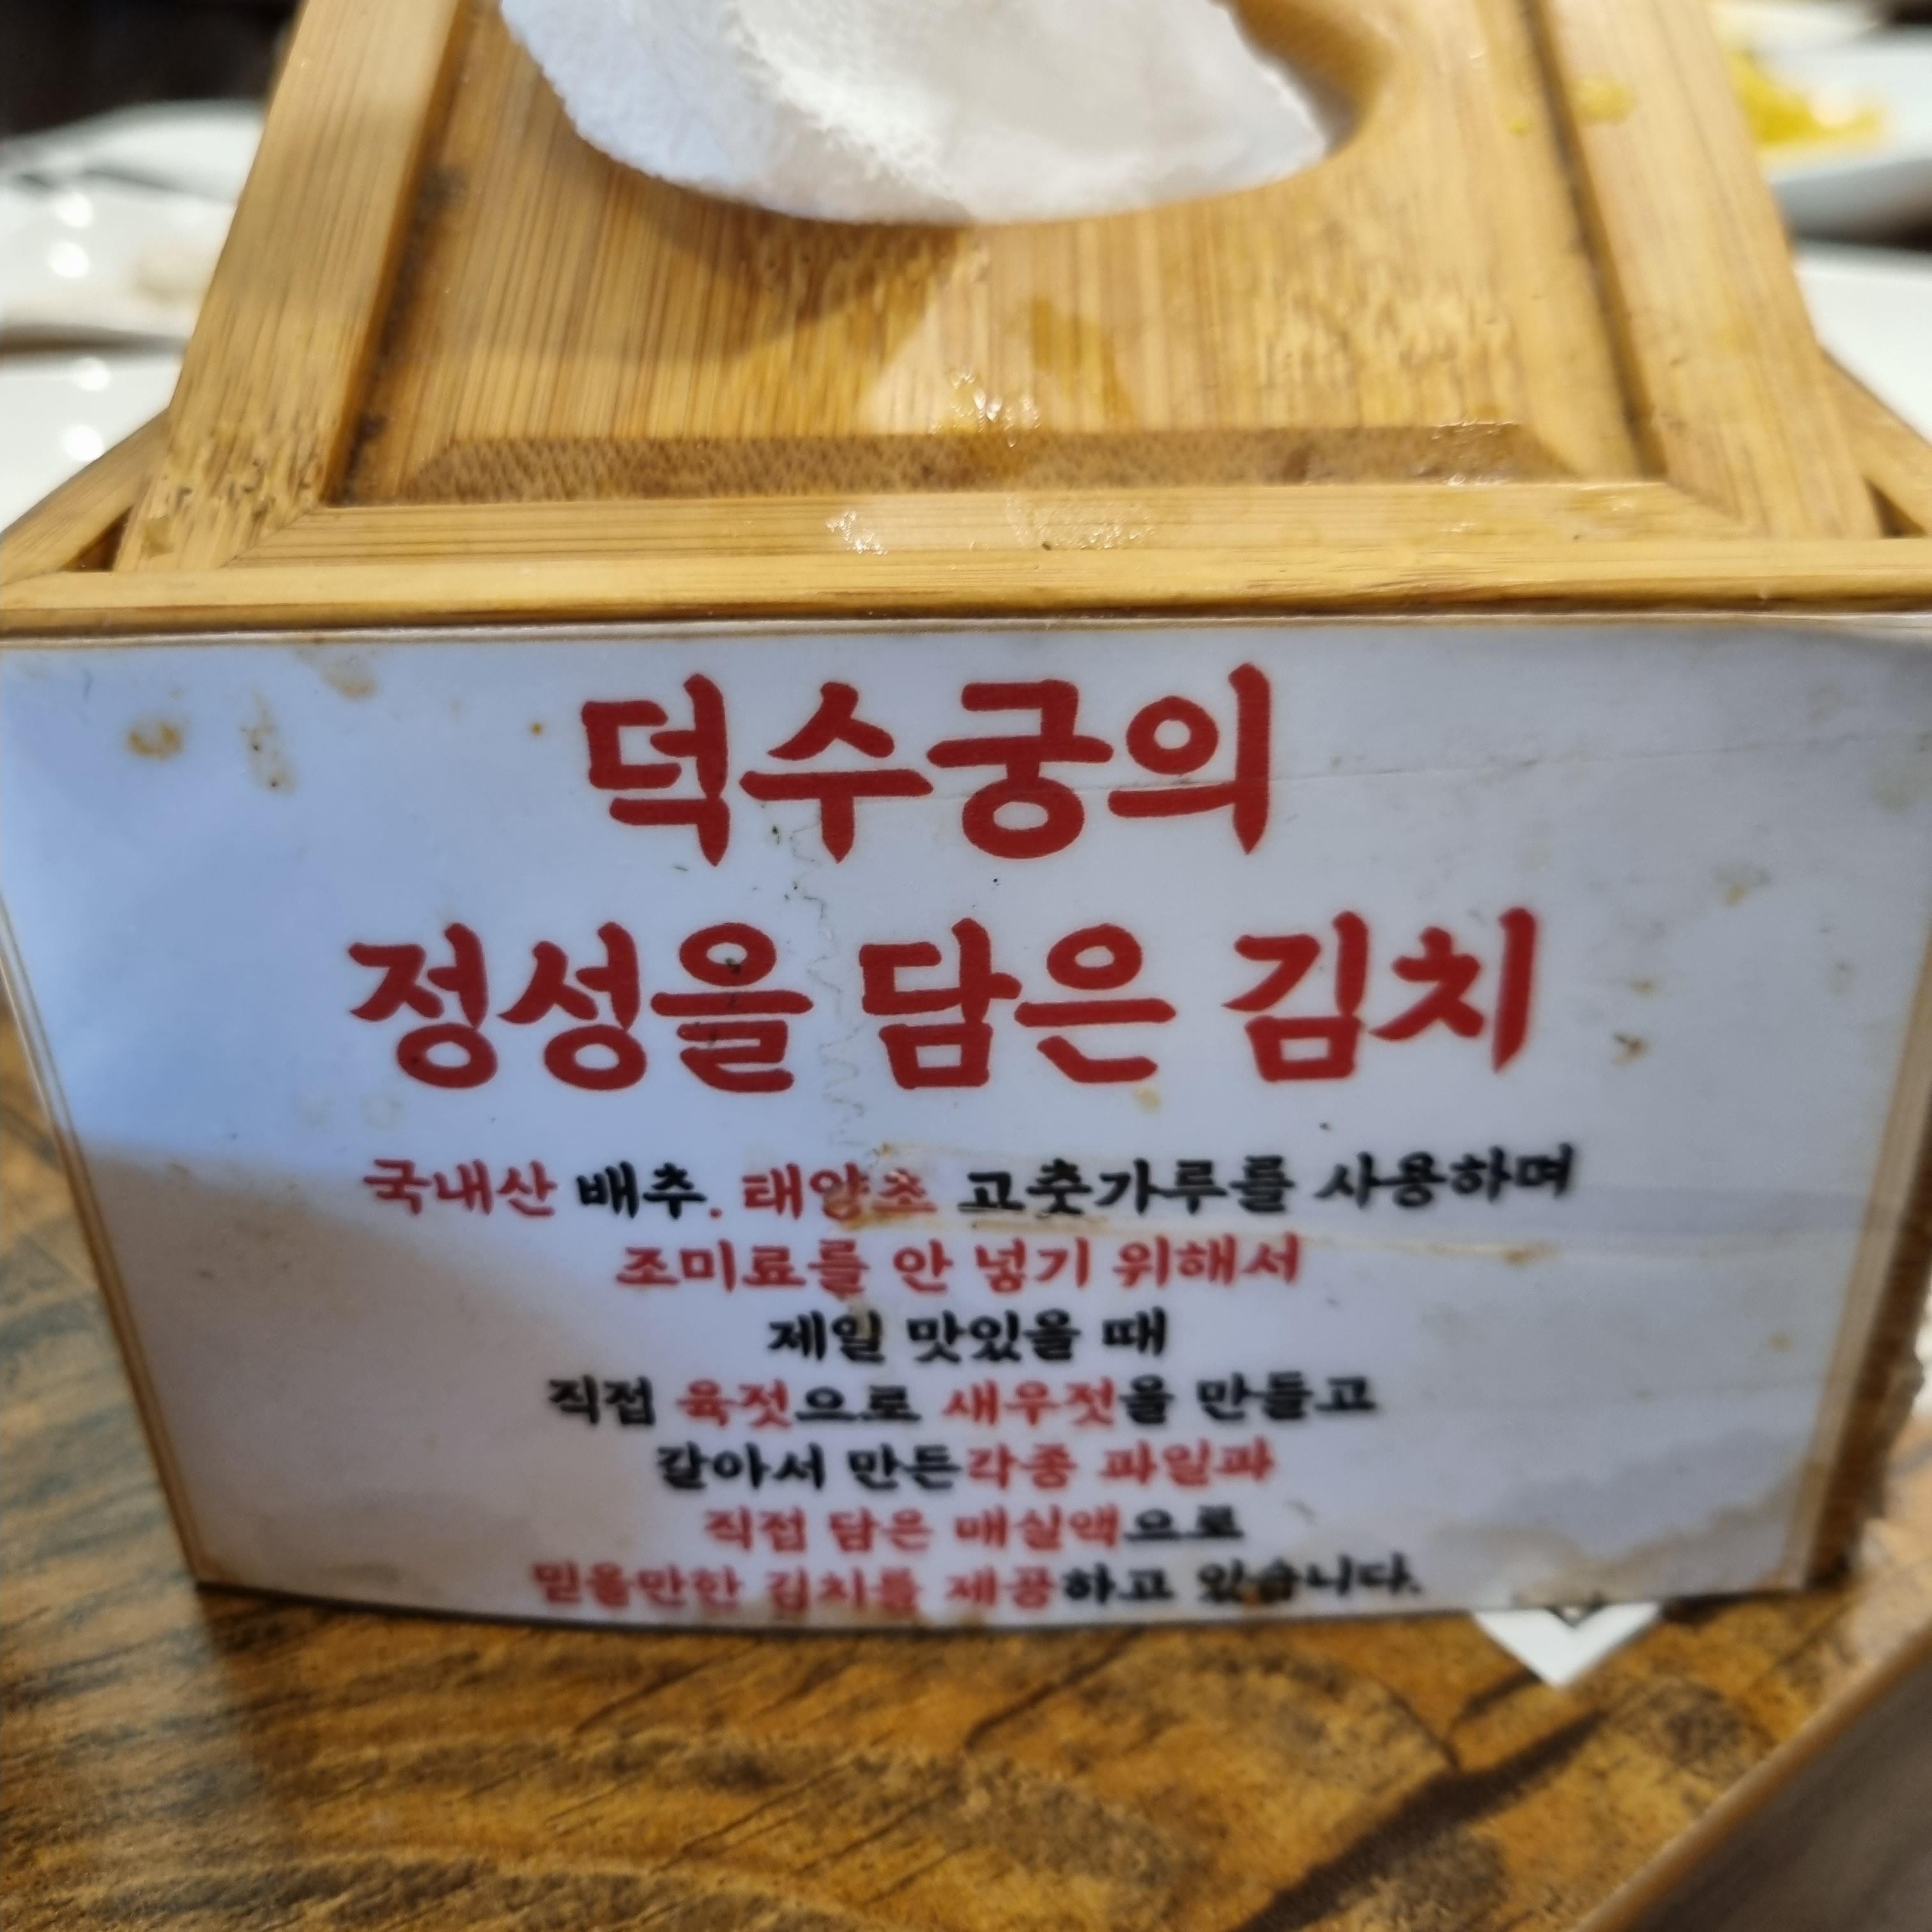 덕수궁의
정성을 담은 김치
국내산 배추. 태양초 고춧가루를 사용하며
조미료를 안 넣기 위해서
제일 맛있을 때
직접 육젓으로 새우젓을 만들고
갈아서 만든각종 과일과
직접 담은 매실액으로
믿을만한 김치를 제공하고 있습니다.